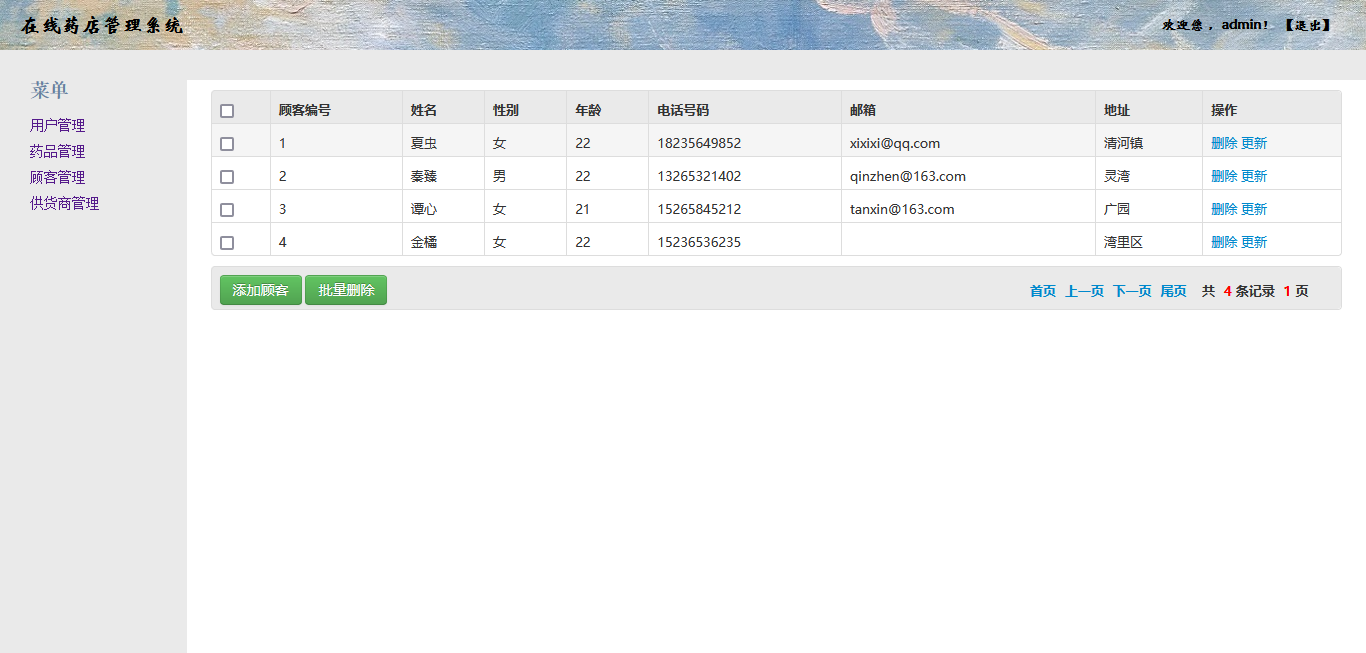 在线药店管理系统
欢迎您，admin! 【退出】
菜单
用户管理
药品管理
顾客管理
供货商管理
顾客编号 姓名 性别 年龄 电话号码 邮箱 地址 操作
1 夏虫 女 22 18235649852 xixixi@qq.com 清河镇 删除 更新
2 秦臻 男 22 13265321402 qinzhen@163.com 灵湾 删除 更新
3 谭心 女 21 15265845212 tanxin@163.com 广园 删除 更新
4 金橘 女 22 15236536235 湾里区 删除 更新
添加顾客 批量删除 首页 上一页 下一页 尾页 共 4 条记录 1 页